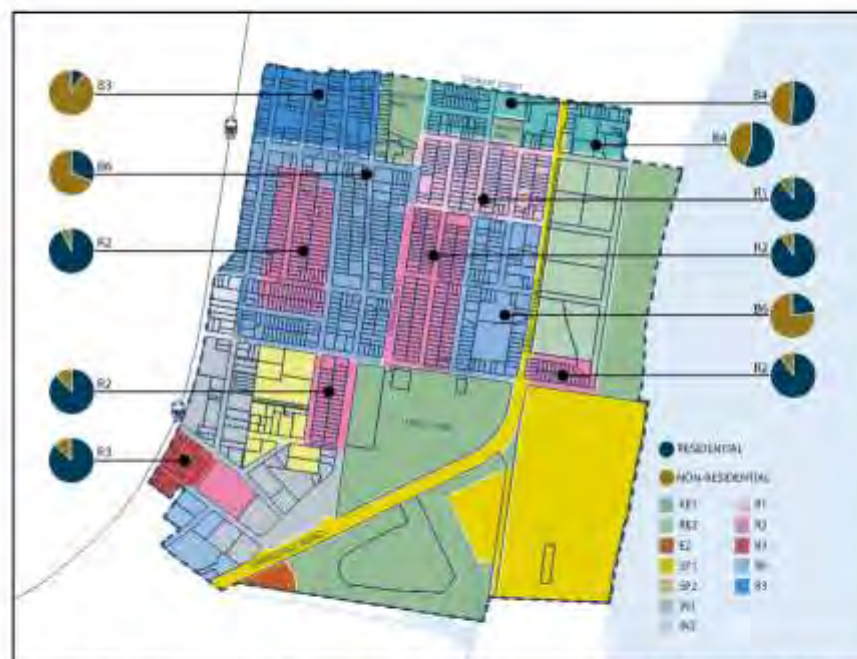 B3
B4
B4
B6
R1
R2
R2
B6
R2
R2
R3
RESIDENTIAL
NON-RESIDENTIAL
RE1
RE2
E2
SP1
SP2
IN1
IN2
R1
R2
R3
B6
B3